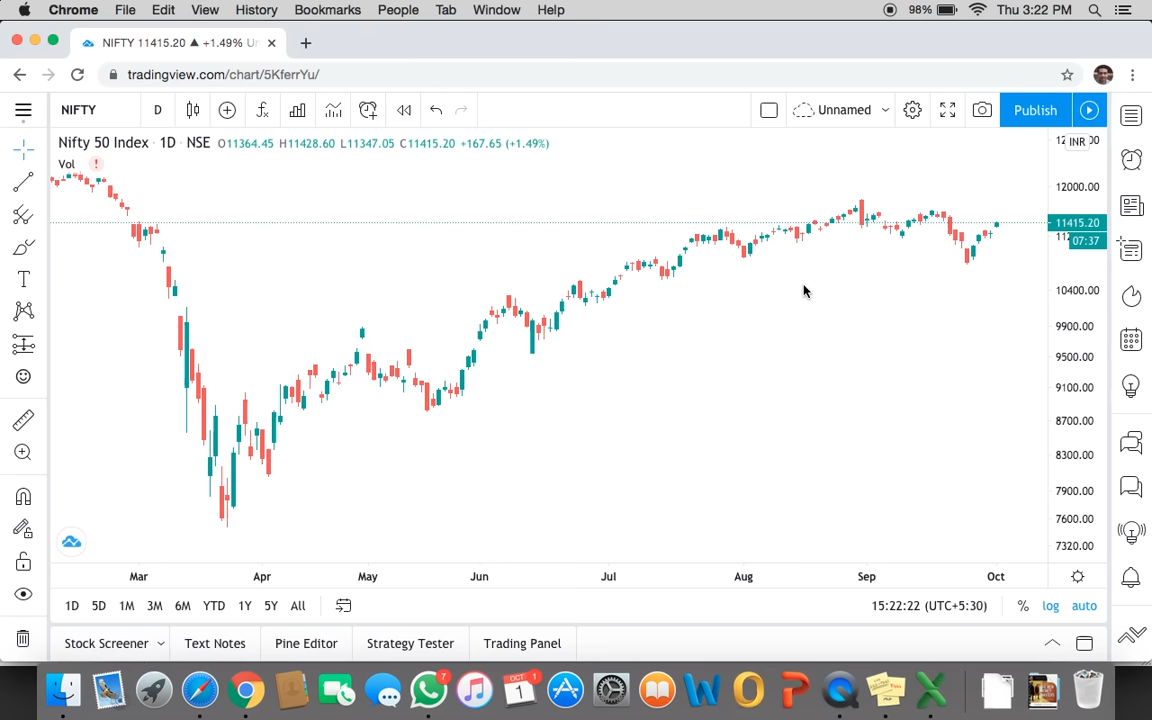 Chrome File Edit View History Bookmarks People Tab Window Help 98% Thu 3:22 PM
NIFTY 11415.20 ▲ +1.49% Un
tradingview.com/chart/5KferrYu/
NIFTY D Unnamed Publish
Nifty 50 Index · 1D · NSE O11364.45 H11428.60 L11347.05 C11415.20 +167.65 (+1.49%)
INR
Vol !
12000.00
11415.20
07:37
10400.00
9900.00
9500.00
9100.00
8700.00
8300.00
7900.00
7600.00
7320.00
Mar Apr May Jun Jul Aug Sep Oct
1D 5D 1M 3M 6M YTD 1Y 5Y All 15:22:22 (UTC+5:30) % log auto
Stock Screener Text Notes Pine Editor Strategy Tester Trading Panel
7 OCT 1 1